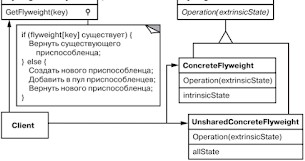 GetFlyweight(key)
Operation(extrinsicState)
if (flyweight[key] существует) {
Вернуть существующего
приспособленца;
} else {
Создать нового приспособленца;
Добавить в пул приспособленцев;
Вернуть нового приспособленца;
}
ConcreteFlyweight
Operation(extrinsicState)
intrinsicState
Client
UnsharedConcreteFlyweight
Operation(extrinsicState)
allState